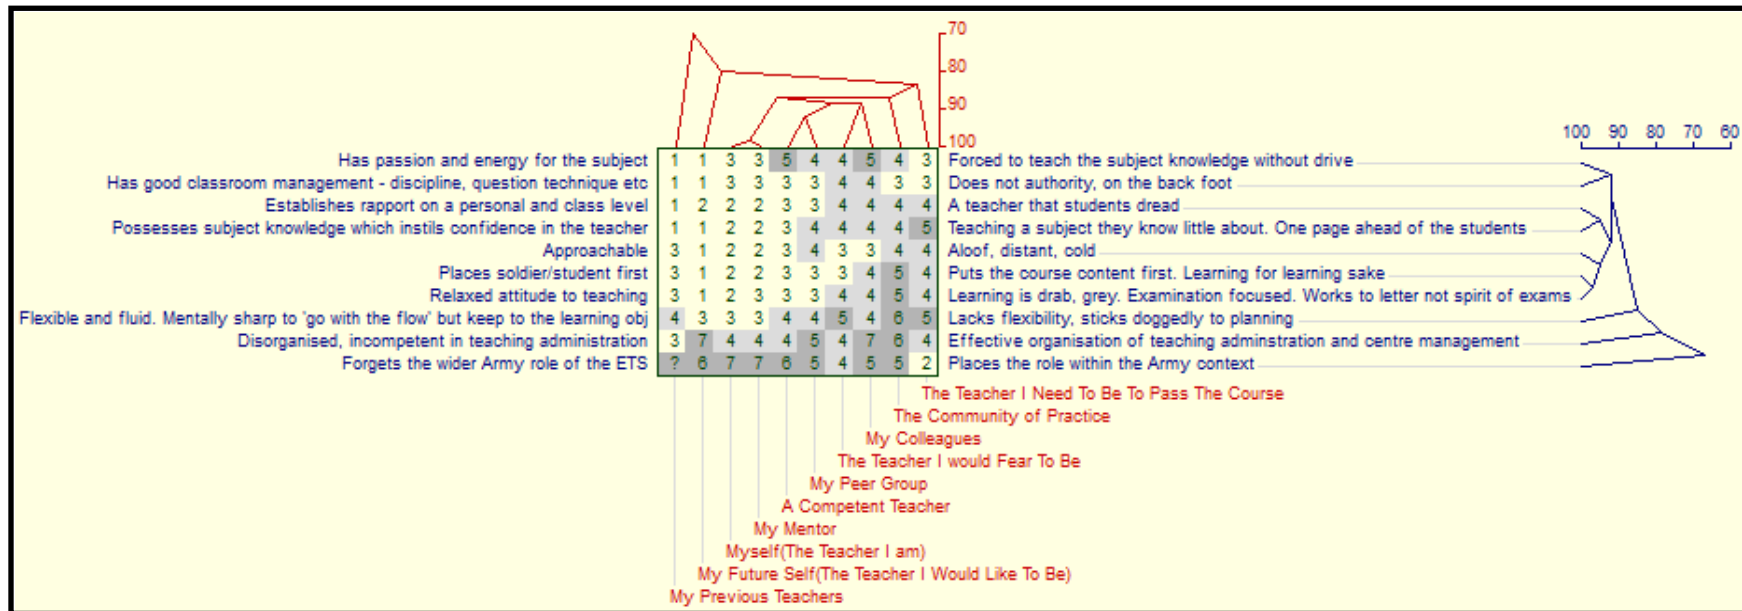 70
80
90
100
100 90 80 70 60
Has passion and energy for the subject 1 1 3 3 5 4 4 5 4 3 Forced to teach the subject knowledge without drive
Has good classroom management - discipline, question technique etc 1 1 3 3 3 3 4 4 3 3 Does not authority, on the back foot
Establishes rapport on a personal and class level 1 2 2 2 3 3 4 4 4 4 A teacher that students dread
Possesses subject knowledge which instils confidence in the teacher 1 1 2 2 3 4 4 4 4 5 Teaching a subject they know little about. One page ahead of the students
Approachable 3 1 2 2 3 4 3 3 4 4 Aloof, distant, cold
Places soldier/student first 3 1 2 2 3 3 3 4 5 4 Puts the course content first. Learning for learning sake
Relaxed attitude to teaching 3 1 2 3 3 3 4 4 5 4 Learning is drab, grey. Examination focused. Works to letter not spirit of exams
Flexible and fluid. Mentally sharp to 'go with the flow' but keep to the learning obj 4 3 3 3 4 4 5 4 6 5 Lacks flexibility, sticks doggedly to planning
Disorganised, incompetent in teaching administration 3 7 4 4 4 5 4 7 6 4 Effective organisation of teaching adminstration and centre management
Forgets the wider Army role of the ETS ? 6 7 7 6 5 4 5 5 2 Places the role within the Army context
The Teacher I Need To Be To Pass The Course
The Community of Practice
My Colleagues
The Teacher I would Fear To Be
My Peer Group
A Competent Teacher
My Mentor
Myself(The Teacher I am)
My Future Self(The Teacher I Would Like To Be)
My Previous Teachers